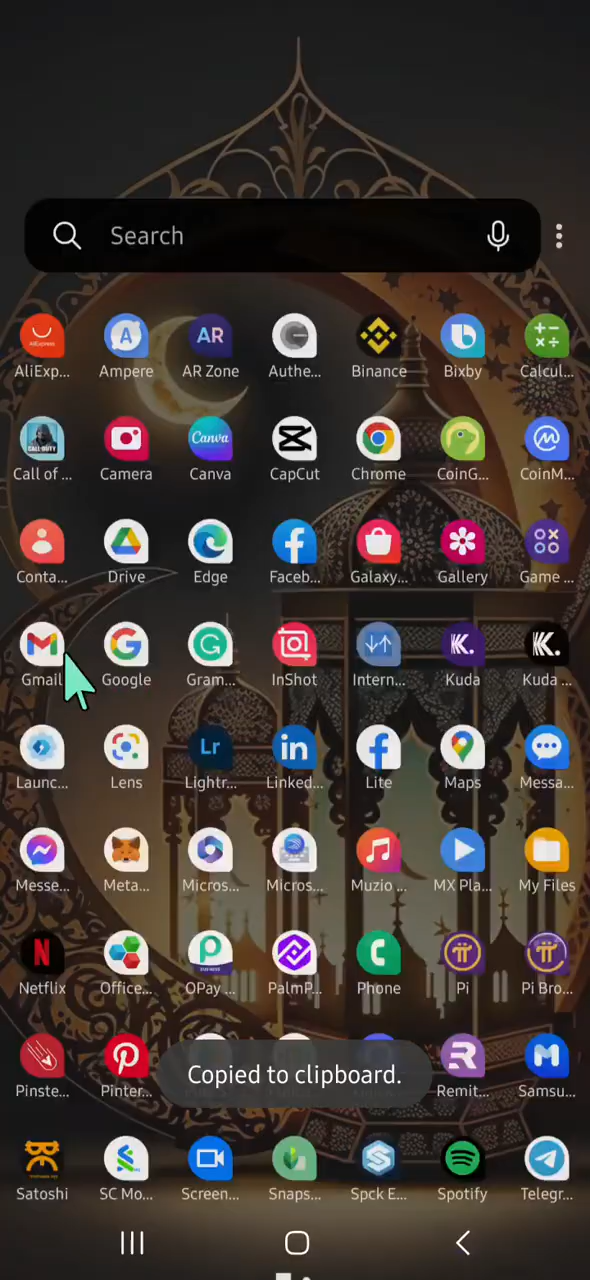 Search
AliExp... Ampere AR Zone Authe... Binance Bixby Calcul...
Call of ... Camera Canva CapCut Chrome CoinG... CoinM...
Conta... Drive Edge Faceb... Galaxy... Gallery Game ...
Gmail Google Gram... InShot Intern... Kuda Kuda ...
Launc... Lens Lightr... Linked... Lite Maps Messa...
Messe... Meta... Micros... Micros... Muzio ... MX Pla... My Files
Netflix Office... OPay ... PalmP... Phone Pi Pi Bro...
Pinste... Pinter... Remit... Samsu...
Copied to clipboard.
Satoshi SC Mo... Screen... Snaps... Spck E... Spotify Telegr...